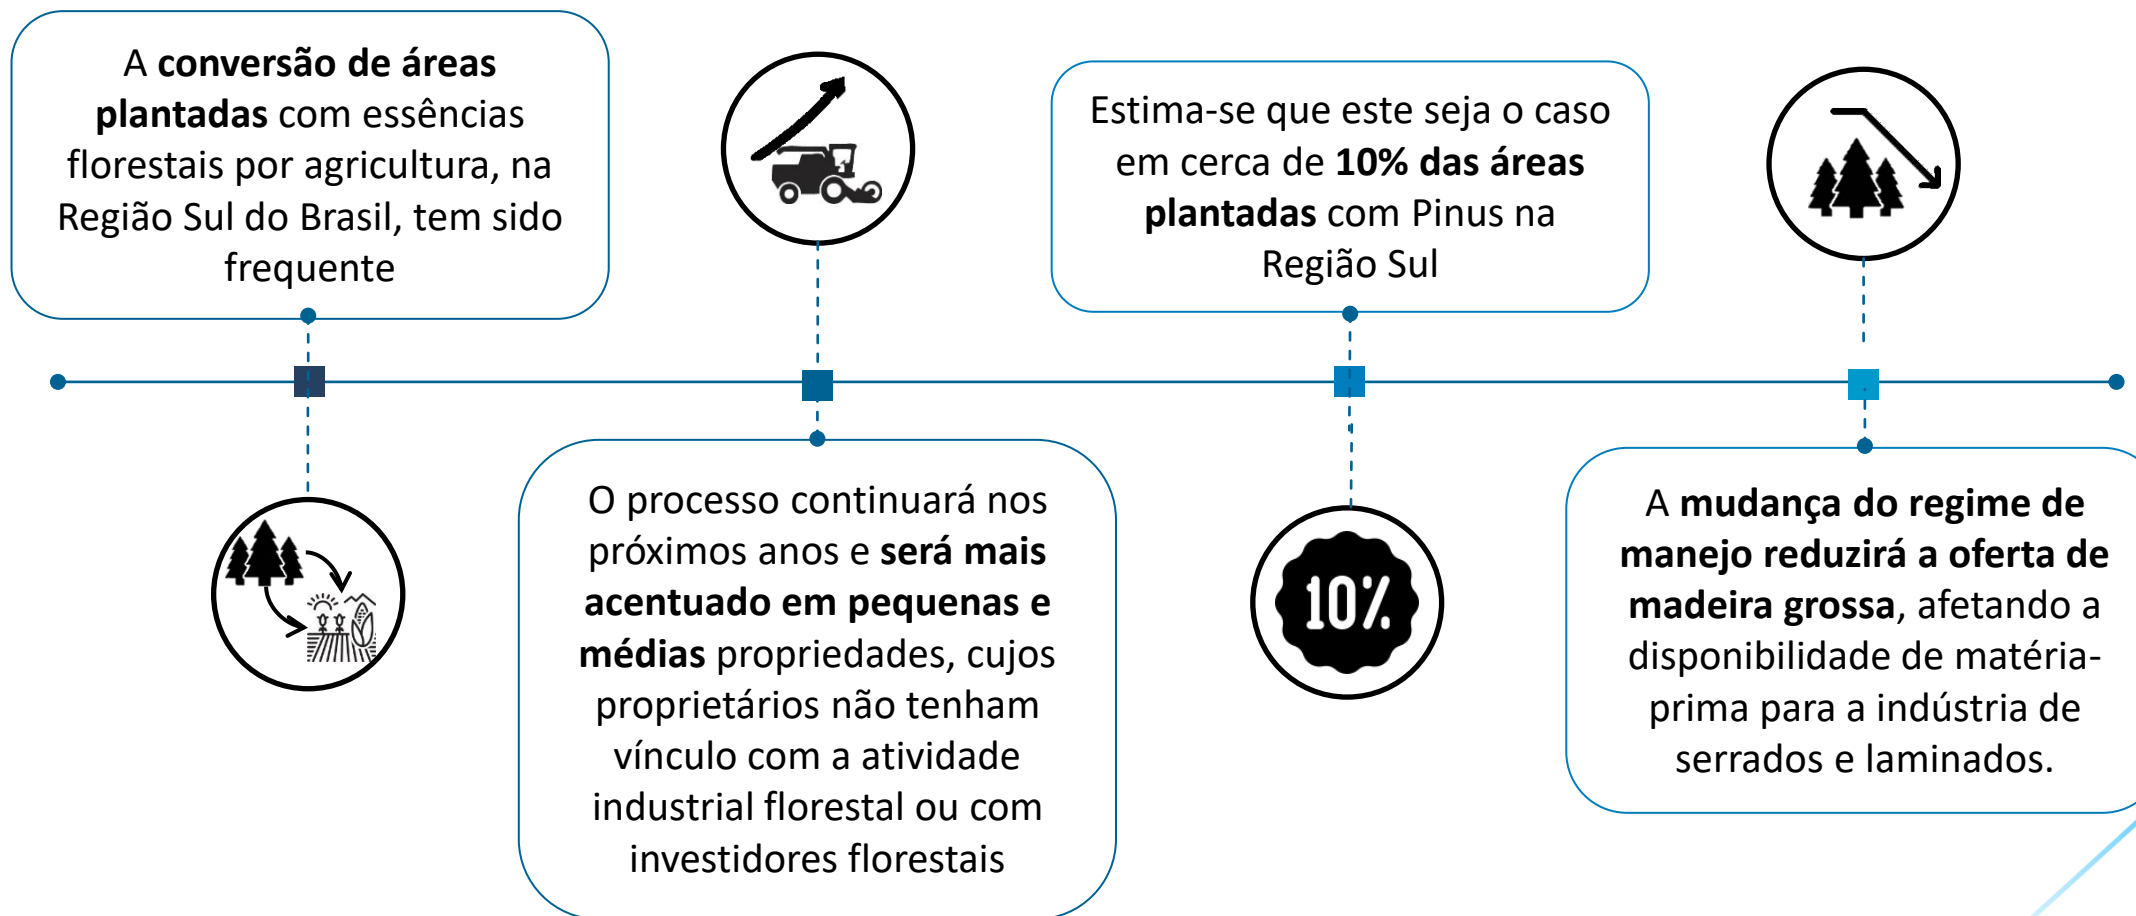 A conversão de áreas
plantadas com essências
florestais por agricultura, na
Região Sul do Brasil, tem sido
frequente
O processo continuará nos
próximos anos e será mais
acentuado em pequenas e
médias propriedades, cujos
proprietários não tenham
vínculo com a atividade
industrial florestal ou com
investidores florestais
Estima-se que este seja o caso
em cerca de 10% das áreas
plantadas com Pinus na
Região Sul
10%
A mudança do regime de
manejo reduzirá a oferta de
madeira grossa, afetando a
disponibilidade de matéria-
prima para a indústria de
serrados e laminados.